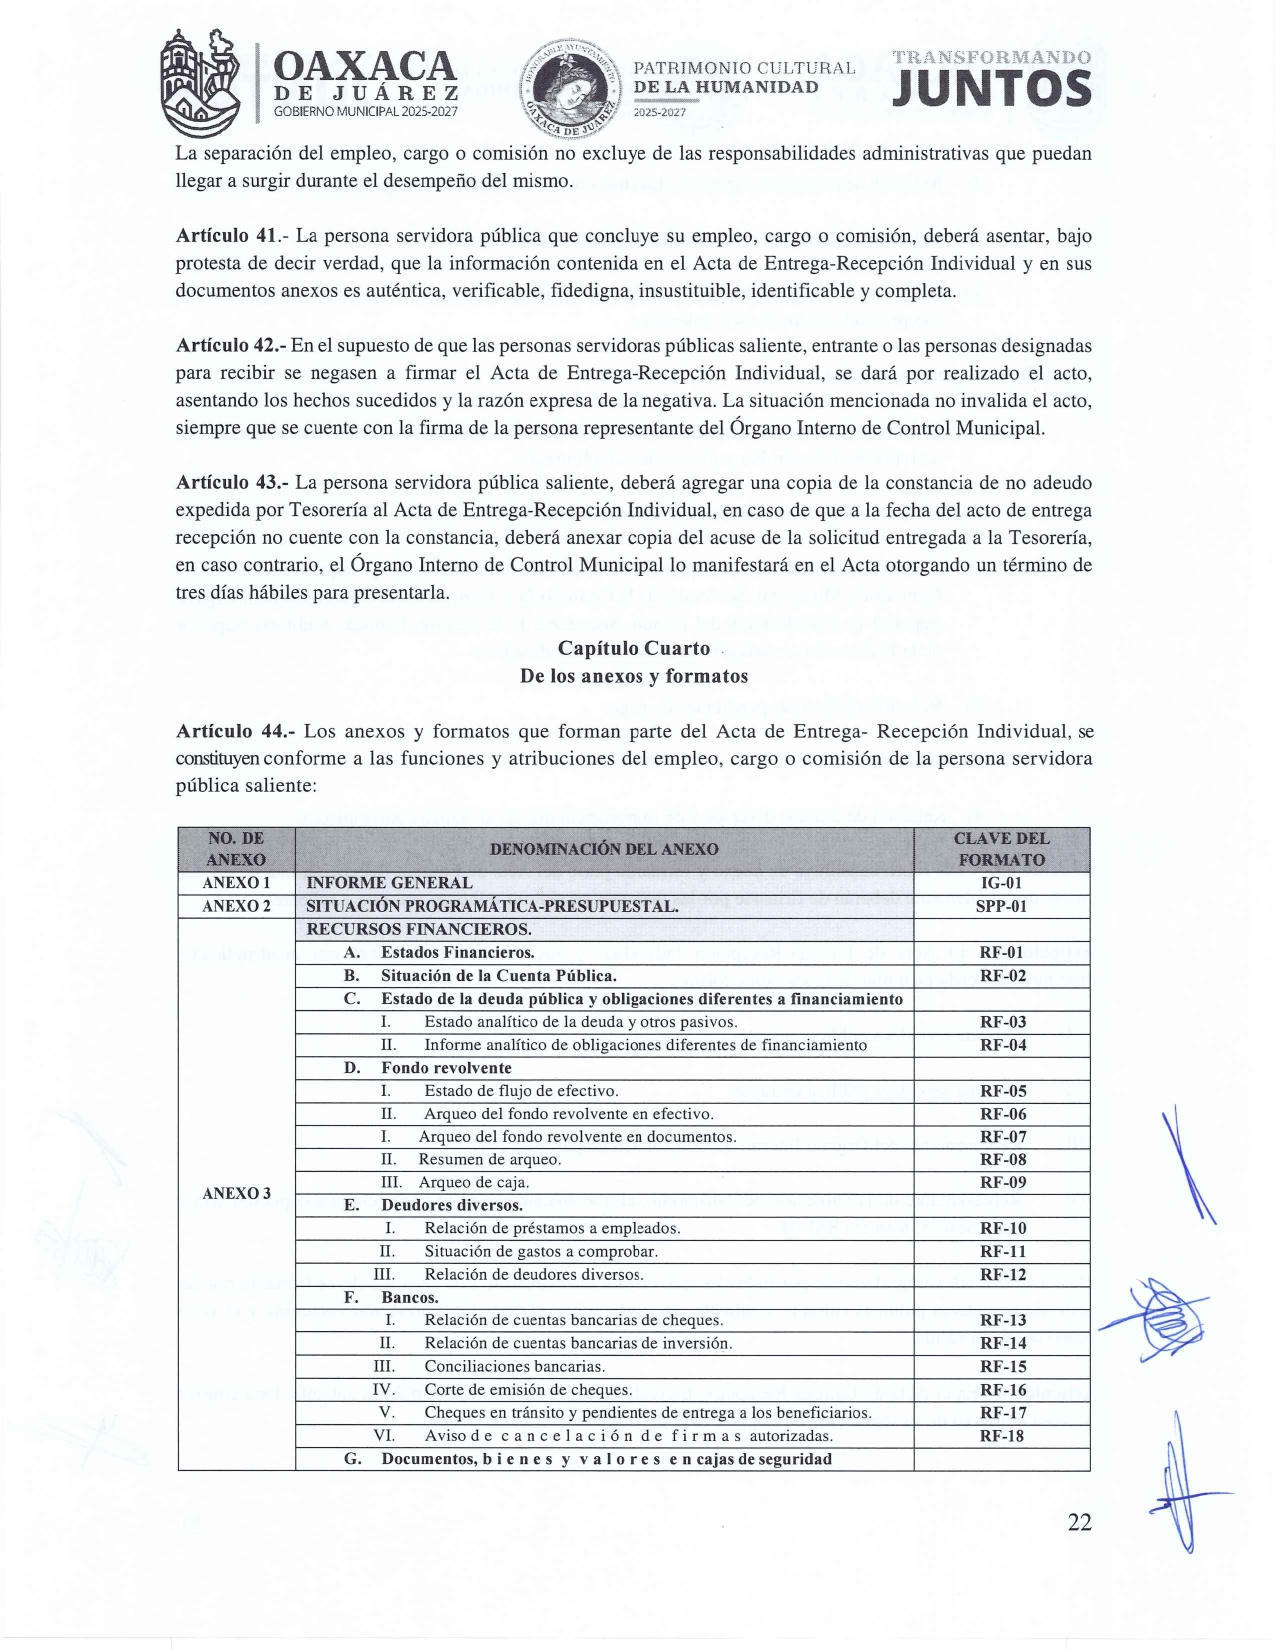 OAXACA
DE JUÁREZ
GOBIERNO MUNICIPAL 2025-2027
HONORABLE AYUNTAMIENTO
OAXACA DE JUÁREZ
PATRIMONIO CULTURAL
DE LA HUMANIDAD
2025-2027
TRANSFORMANDO
JUNTOS
La separación del empleo, cargo o comisión no excluye de las responsabilidades administrativas que puedan
llegar a surgir durante el desempeño del mismo.
Artículo 41.- La persona servidora pública que concluye su empleo, cargo o comisión, deberá asentar, bajo
protesta de decir verdad, que la información contenida en el Acta de Entrega-Recepción Individual y en sus
documentos anexos es auténtica, verificable, fidedigna, insustituible, identificable y completa.
Artículo 42.- En el supuesto de que las personas servidoras públicas saliente, entrante o las personas designadas
para recibir se negasen a firmar el Acta de Entrega-Recepción Individual, se dará por realizado el acto,
asentando los hechos sucedidos y la razón expresa de la negativa. La situación mencionada no invalida el acto,
siempre que se cuente con la firma de la persona representante del Órgano Interno de Control Municipal.
Artículo 43.- La persona servidora pública saliente, deberá agregar una copia de la constancia de no adeudo
expedida por Tesorería al Acta de Entrega-Recepción Individual, en caso de que a la fecha del acto de entrega
recepción no cuente con la constancia, deberá anexar copia del acuse de la solicitud entregada a la Tesorería,
en caso contrario, el Órgano Interno de Control Municipal lo manifestará en el Acta otorgando un término de
tres días hábiles para presentarla.
Capítulo Cuarto
De los anexos y formatos
Artículo 44.- Los anexos y formatos que forman parte del Acta de Entrega- Recepción Individual, se
constituyen conforme a las funciones y atribuciones del empleo, cargo o comisión de la persona servidora
pública saliente:
NO. DE ANEXO DENOMINACIÓN DEL ANEXO CLAVE DEL FORMATO
ANEXO 1 INFORME GENERAL IG-01
ANEXO 2 SITUACIÓN PROGRAMÁTICA-PRESUPUESTAL. SPP-01
ANEXO 3
RECURSOS FINANCIEROS.
A. Estados Financieros. RF-01
B. Situación de la Cuenta Pública. RF-02
C. Estado de la deuda pública y obligaciones diferentes a financiamiento
I. Estado analítico de la deuda y otros pasivos. RF-03
II. Informe analítico de obligaciones diferentes de financiamiento RF-04
D. Fondo revolvente
I. Estado de flujo de efectivo. RF-05
II. Arqueo del fondo revolvente en efectivo. RF-06
I. Arqueo del fondo revolvente en documentos. RF-07
II. Resumen de arqueo. RF-08
III. Arqueo de caja. RF-09
E. Deudores diversos.
I. Relación de préstamos a empleados. RF-10
II. Situación de gastos a comprobar. RF-11
III. Relación de deudores diversos. RF-12
F. Bancos.
I. Relación de cuentas bancarias de cheques. RF-13
II. Relación de cuentas bancarias de inversión. RF-14
III. Conciliaciones bancarias. RF-15
IV. Corte de emisión de cheques. RF-16
V. Cheques en tránsito y pendientes de entrega a los beneficiarios. RF-17
VI. Aviso d e c a n c e l a c i ó n d e f i r m a s autorizadas. RF-18
G. Documentos, b i e n e s y v a l o r e s e n cajas de seguridad
22